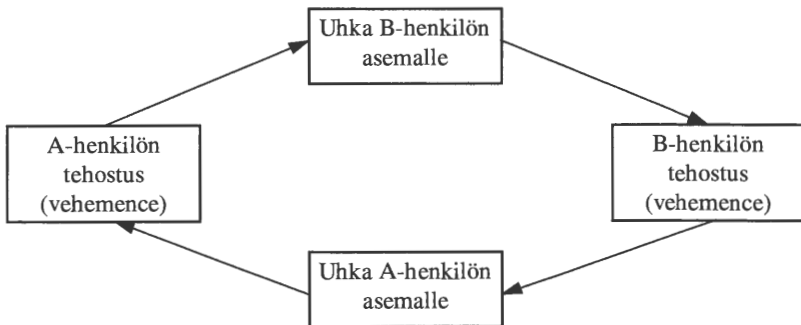 Uhka B-henkilön
asemalle
A-henkilön
tehostus
(vehemence)
B-henkilön
tehostus
(vehemence)
Uhka A-henkilön
asemalle